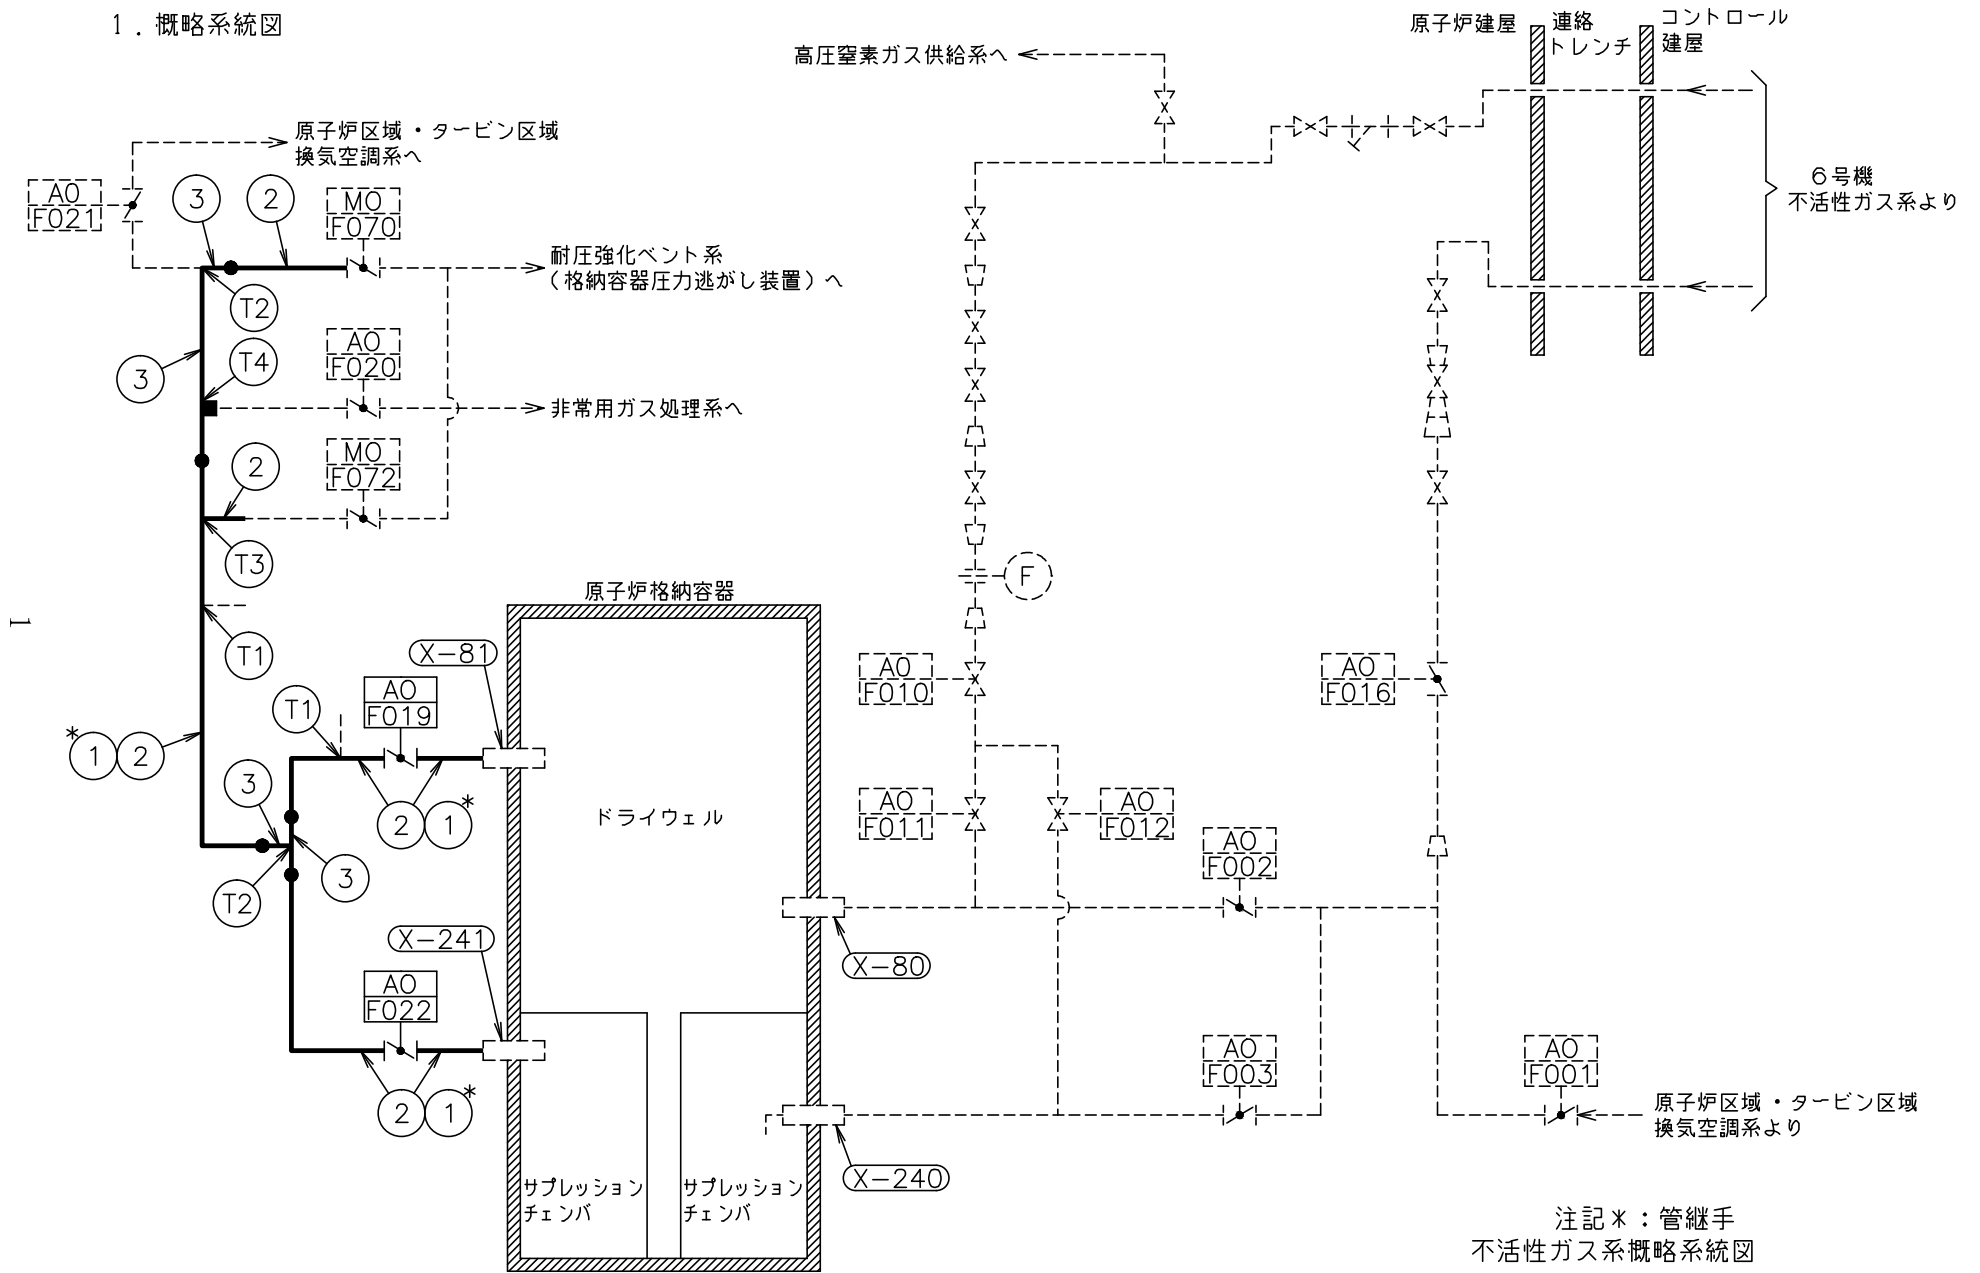 1．概略系統図
原子炉建屋
連絡
トレンチ
コントロール
建屋
高圧窒素ガス供給系へ
原子炉区域・タービン区域
換気空調系へ
AO
F021
3
2
MO
F070
6号機
不活性ガス系より
耐圧強化ベント系
(格納容器圧力逃がし装置)へ
T2
T4
AO
F020
3
非常用ガス処理系へ
2
MO
F072
T3
F
原子炉格納容器
1
T1
X-81
AO
F010
AO
F016
AO
F019
T1
*
1
2
3
2
1
*
ドライウェル
AO
F011
AO
F012
AO
F002
3
T2
X-241
X-80
AO
F022
AO
F003
AO
F001
2
1
*
原子炉区域・タービン区域
換気空調系より
X-240
サプレッション
チェンバ
サプレッション
チェンバ
注記＊：管継手
不活性ガス系概略系統図